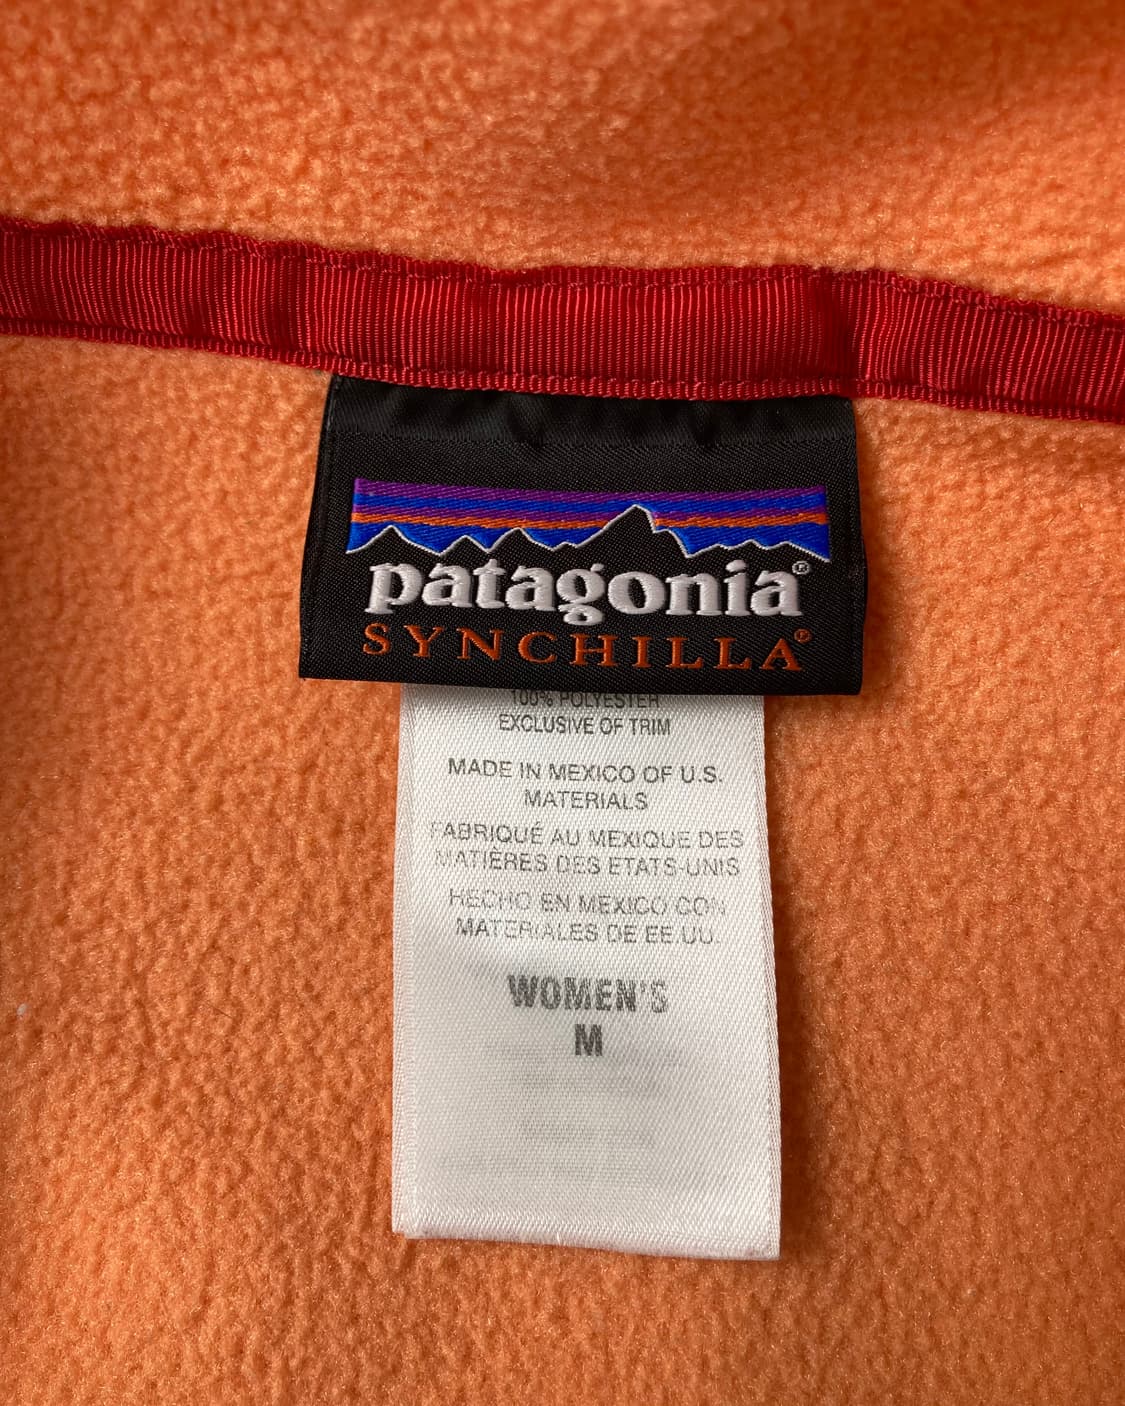 patagonia®
SYNCHILLA®
100% POLYESTER
EXCLUSIVE OF TRIM
MADE IN MEXICO OF U.S.
MATERIALS
FABRIQUÉ AU MEXIQUE DES
MATIERES DES ETATS-UNIS
HECHO EN MEXICO CON
MATERIALES DE EE.UU.
WOMEN'S
M